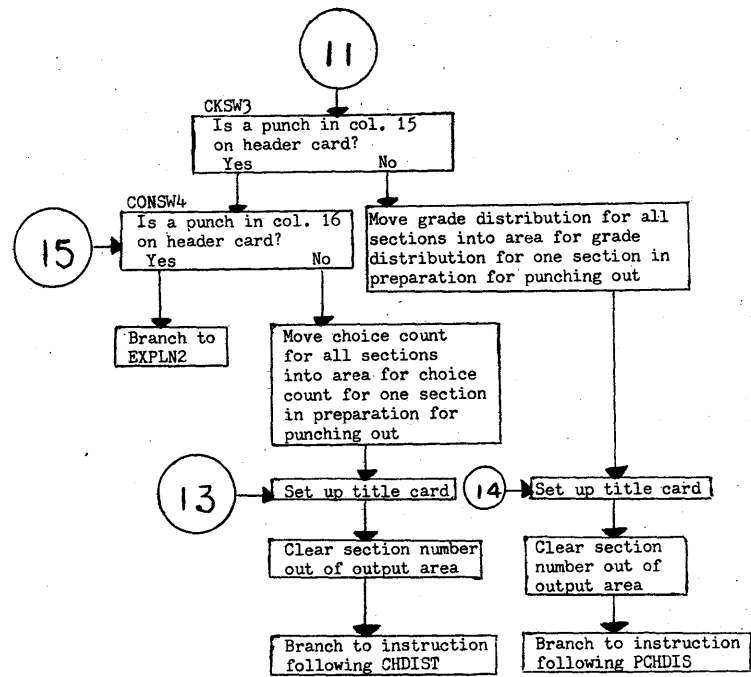 11
CKSW3
Is a punch in col. 15
on header card?
Yes No
CONSW4
Is a punch in col. 16
on header card?
Yes No
15
Move grade distribution for all
sections into area for grade
distribution for one section in
preparation for punching out
Branch to
EXPLN2
Move choice count
for all sections
into area for choice
count for one section
in preparation for
punching out
13
Set up title card
14
Set up title card
Clear section number
out of output area
Clear section
number out of
output area
Branch to instruction
following CHDIST
Branch to instruction
following PCHDIS